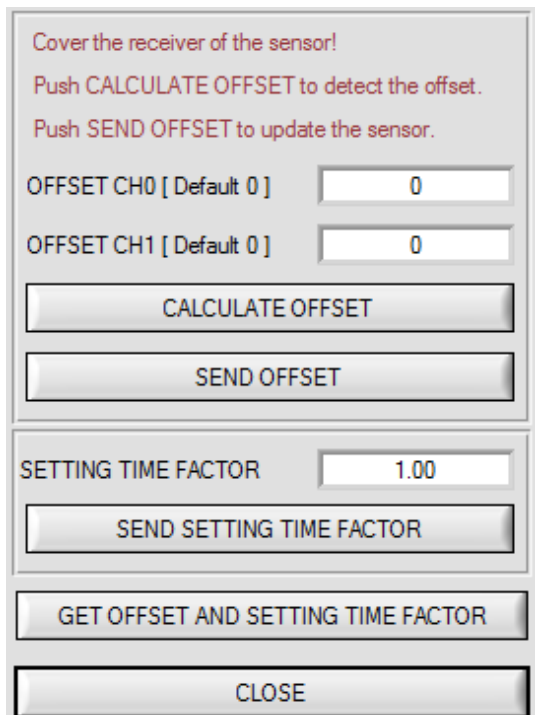 Cover the receiver of the sensor!
Push CALCULATE OFFSET to detect the offset.
Push SEND OFFSET to update the sensor.
OFFSET CH0 [ Default 0 ] 0
OFFSET CH1 [ Default 0 ] 0
CALCULATE OFFSET
SEND OFFSET
SETTING TIME FACTOR 1.00
SEND SETTING TIME FACTOR
GET OFFSET AND SETTING TIME FACTOR
CLOSE